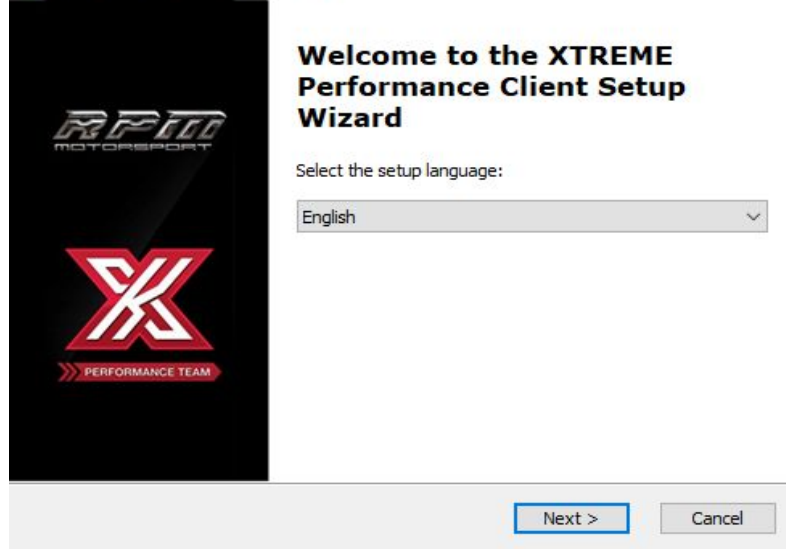 Welcome to the XTREME
Performance Client Setup
Wizard
RPM
MOTORSPORT
Select the setup language:
English
XK
PERFORMANCE TEAM
Next >
Cancel